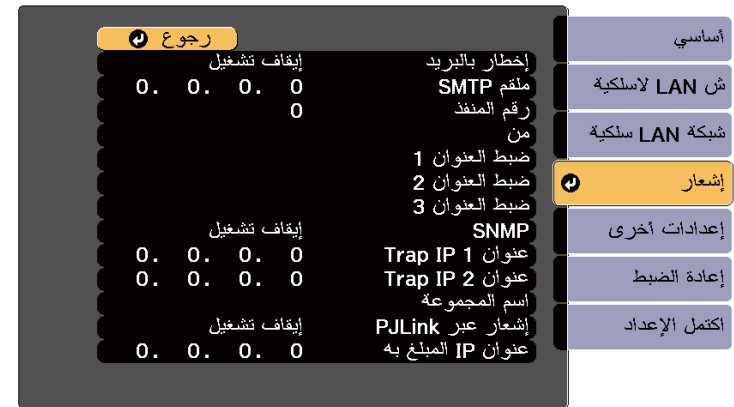 أساسي
ش LAN لاسلكية
شبكة LAN سلكية
إشعار
إعدادات أخرى
إعادة الضبط
اكتمل الإعداد
رجوع
إخطار بالبريد إيقاف تشغيل
ملقم SMTP 0. 0. 0. 0
رقم المنفذ 0
من
ضبط العنوان 1
ضبط العنوان 2
ضبط العنوان 3
SNMP إيقاف تشغيل
عنوان Trap IP 1 0. 0. 0. 0
عنوان Trap IP 2 0. 0. 0. 0
اسم المجموعة
إشعار عبر PJLink إيقاف تشغيل
عنوان IP المبلغ به 0. 0. 0. 0